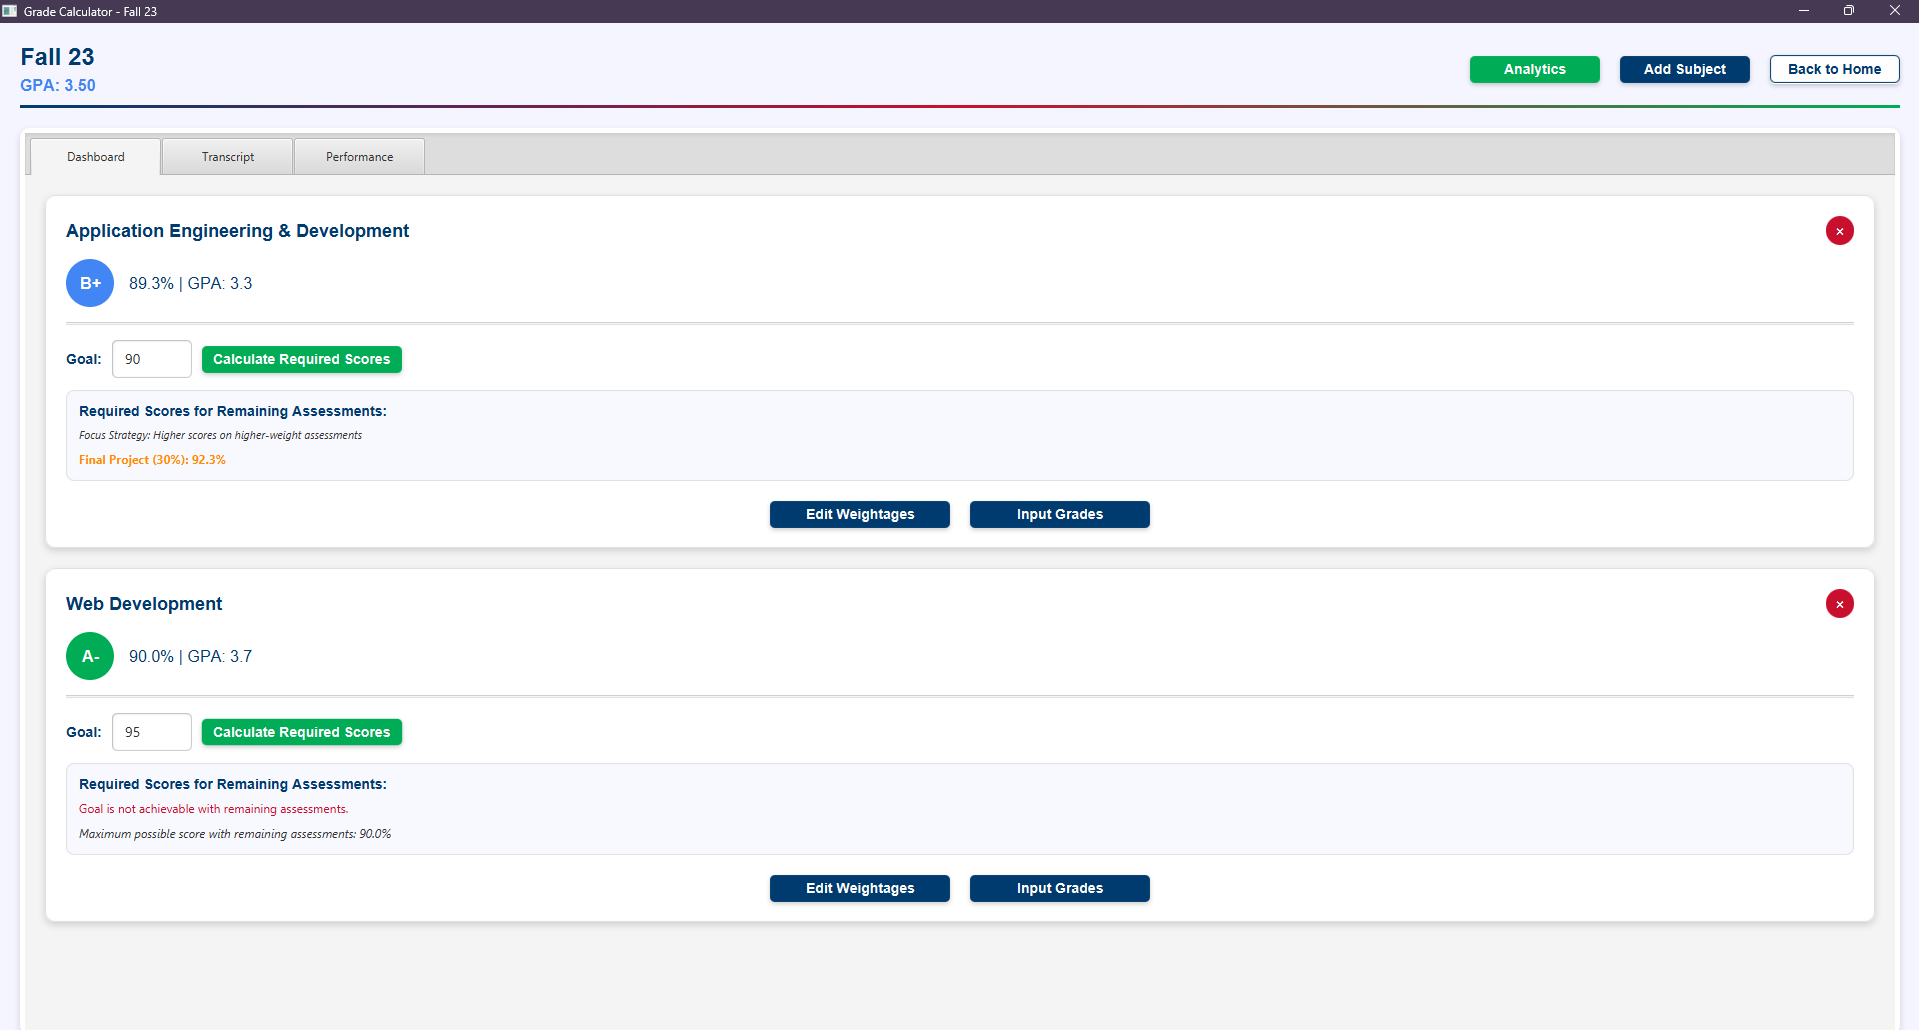 Grade Calculator - Fall 23
Fall 23
GPA: 3.50
Analytics
Add Subject
Back to Home
Dashboard
Transcript
Performance
Application Engineering & Development
×
B+
89.3% | GPA: 3.3
Goal:
90
Calculate Required Scores
Required Scores for Remaining Assessments:
Focus Strategy: Higher scores on higher-weight assessments
Final Project (30%): 92.3%
Edit Weightages
Input Grades
Web Development
×
A-
90.0% | GPA: 3.7
Goal:
95
Calculate Required Scores
Required Scores for Remaining Assessments:
Goal is not achievable with remaining assessments.
Maximum possible score with remaining assessments: 90.0%
Edit Weightages
Input Grades